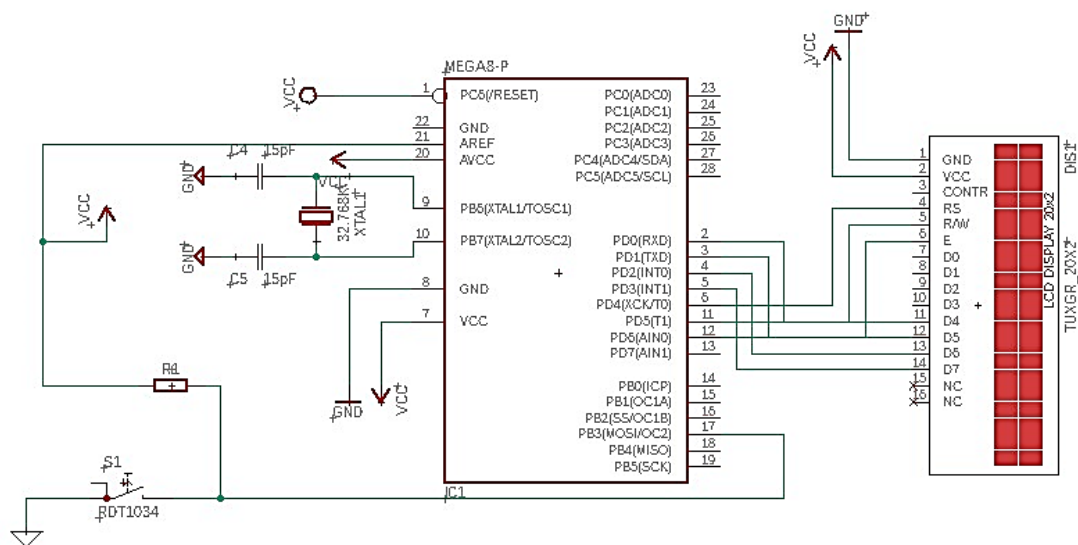 GND
VCC
MEGA8-P
VCC
1 PC6(/RESET)
22 GND
21 AREF
20 AVCC
9 PB6(XTAL1/TOSC1)
10 PB7(XTAL2/TOSC2)
8 GND
7 VCC
PC0(ADC0) 23
PC1(ADC1) 24
PC2(ADC2) 25
PC3(ADC3) 26
PC4(ADC4/SDA) 27
PC5(ADC5/SCL) 28
PD0(RXD) 2
PD1(TXD) 3
PD2(INT0) 4
PD3(INT1) 5
PD4(XCK/T0) 6
PD5(T1) 11
PD6(AIN0) 12
PD7(AIN1) 13
PB0(ICP) 14
PB1(OC1A) 15
PB2(SS/OC1B) 16
PB3(MOSI/OC2) 17
PB4(MISO) 18
PB5(SCK) 19
IC1
C4 15pF
GND
32.768K
XTAL1
VCC
GND
C5 15pF
GND
VCC
R1
S1
RDT1034
1 GND
2 VCC
3 CONTR
4 RS
5 R/W
6 E
7 D0
8 D1
9 D2
10 D3
11 D4
12 D5
13 D6
14 D7
15 NC
16 NC
LCD DISPLAY 20x2
DIS1
TUXGR_20X2